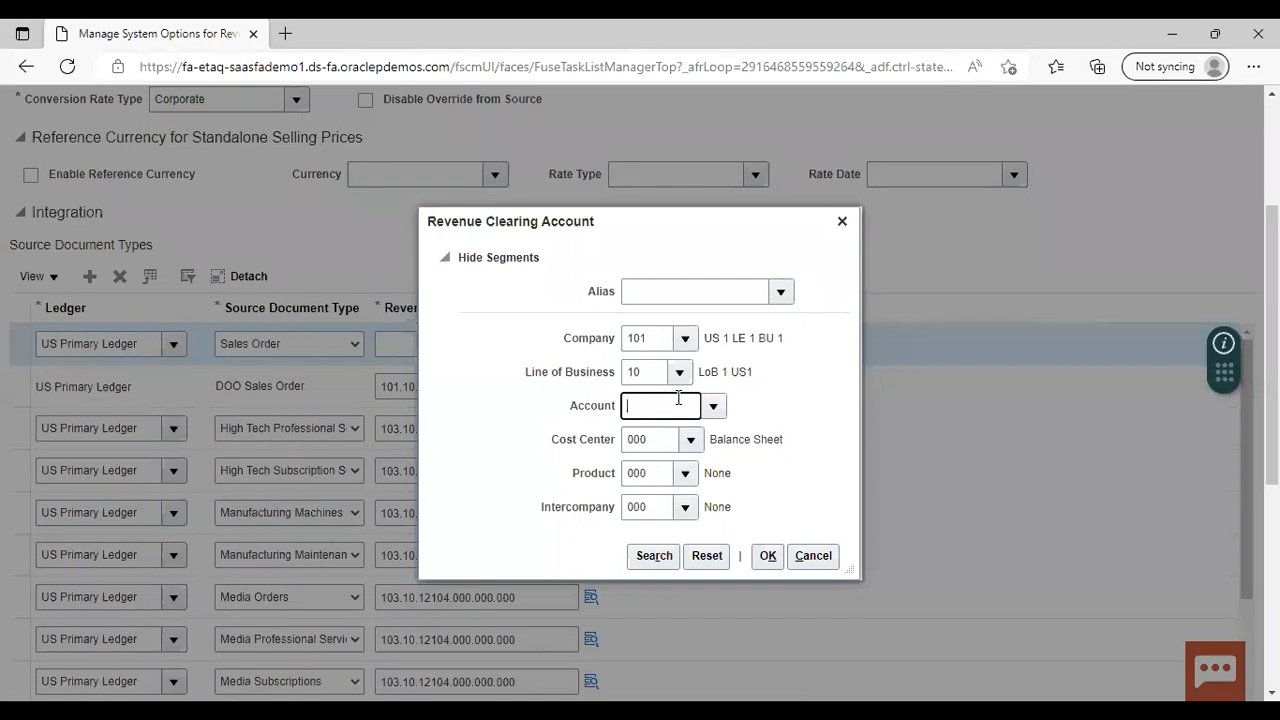 Manage System Options for Rev
https://fa-etaq-saasfademo1.ds-fa.oraclepdemos.com/fscmUI/faces/FuseTaskListManagerTop?_afrLoop=291646855955926​4&_adf.ctrl-state...
Not syncing
* Conversion Rate Type Corporate Disable Override from Source
Reference Currency for Standalone Selling Prices
Enable Reference Currency Currency Rate Type Rate Date
Integration
Source Document Types
View Detach
* Ledger * Source Document Type * Reve
US Primary Ledger Sales Order
US Primary Ledger DOO Sales Order 101.10.
US Primary Ledger High Tech Professional S 103.10.
US Primary Ledger High Tech Subscription S 103.10.
US Primary Ledger Manufacturing Machines 103.10.
US Primary Ledger Manufacturing Maintenan 103.10.
US Primary Ledger Media Orders 103.10.12104.000.000.000
US Primary Ledger Media Professional Servi 103.10.12104.000.000.000
US Primary Ledger Media Subscriptions 103.10.12104.000.000.000
Revenue Clearing Account
Hide Segments
Alias
Company 101 US 1 LE 1 BU 1
Line of Business 10 LoB 1 US1
Account
Cost Center 000 Balance Sheet
Product 000 None
Intercompany 000 None
Search Reset | OK Cancel